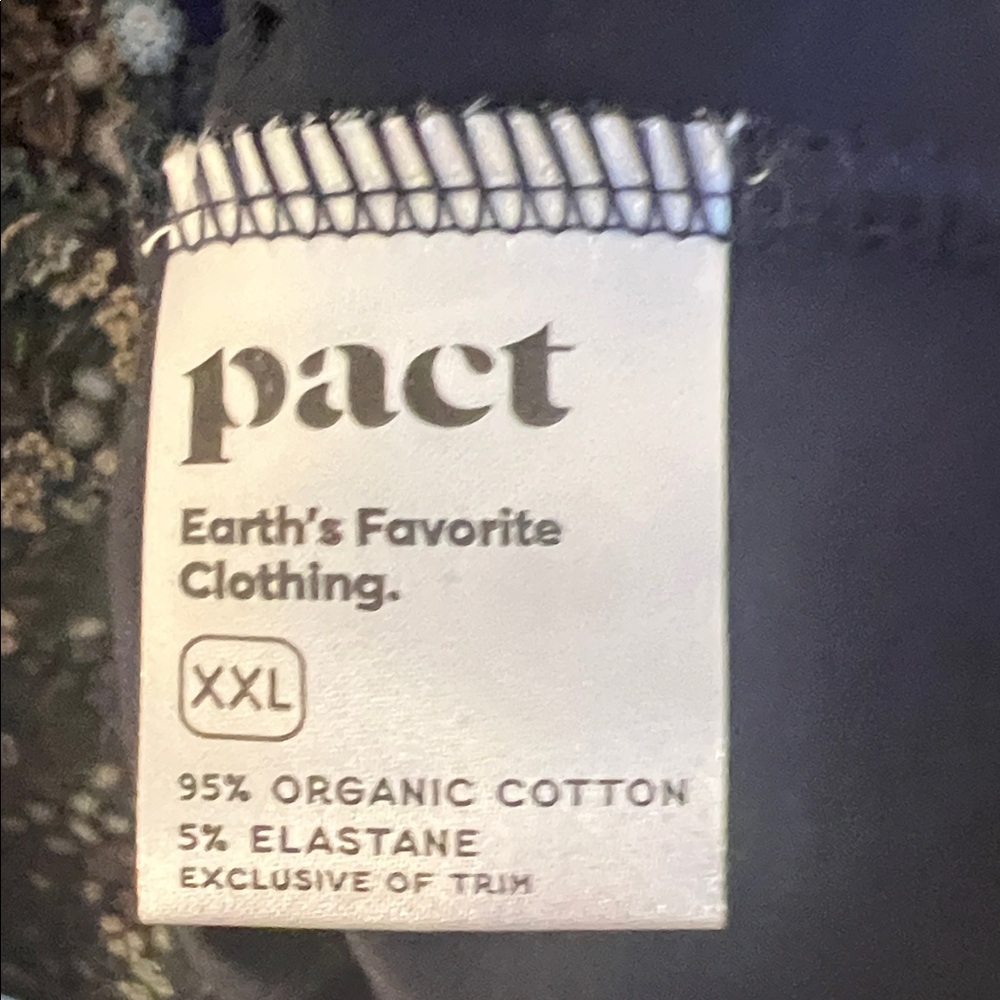 pact
Earth's Favorite
Clothing.
XXL
95% ORGANIC COTTON
5% ELASTANE
EXCLUSIVE OF TRIM